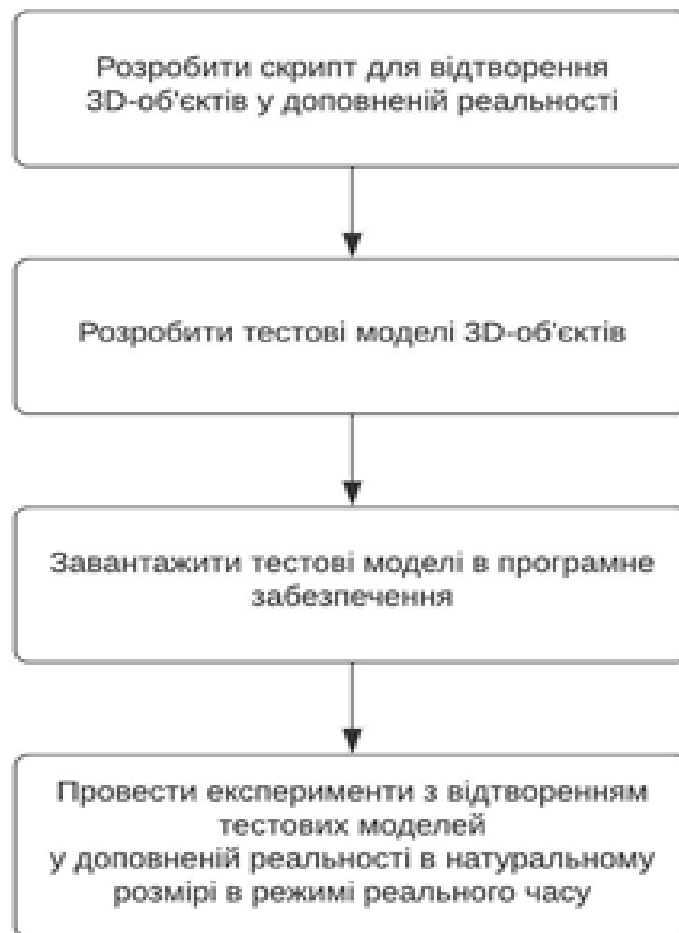 Розробити скрипт для відтворення
3D-об'єктів у доповненій реальності
Розробити тестові моделі 3D-об'єктів
Завантажити тестові моделі в програмне
забезпечення
Провести експерименти з відтворенням
тестових моделей
у доповненій реальності в натуральному
розмірі в режимі реального часу